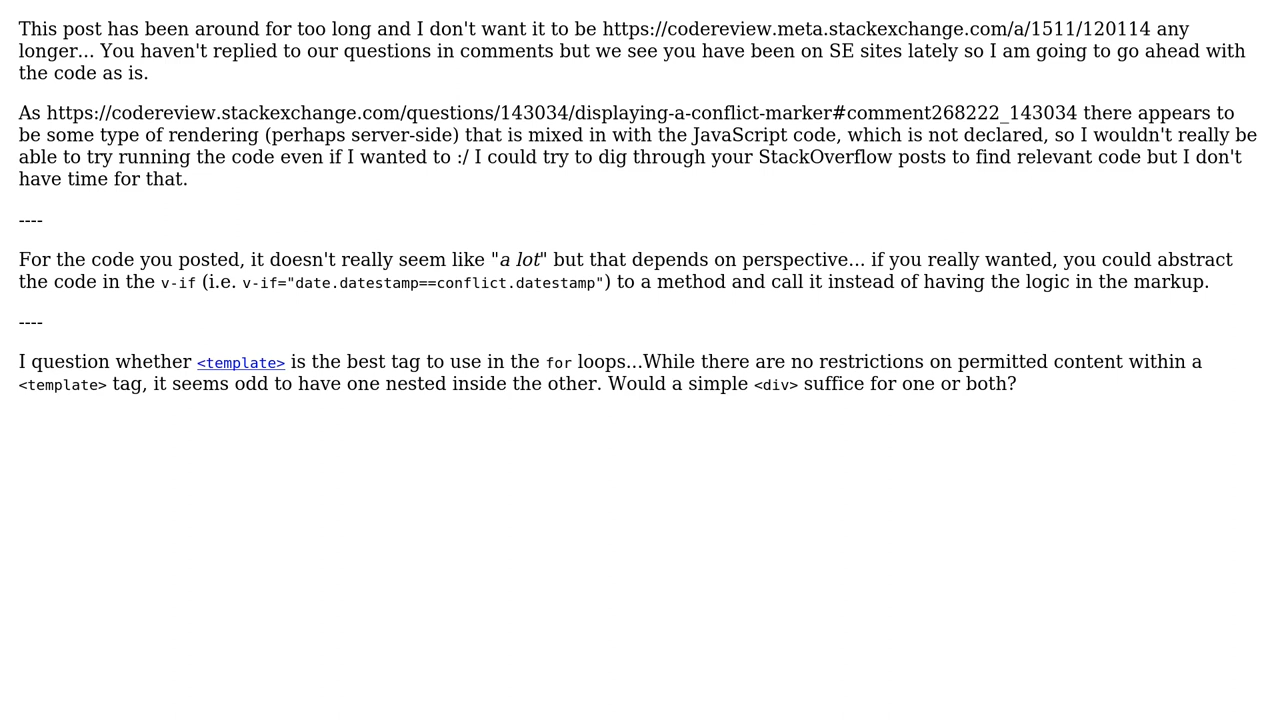 This post has been around for too long and I don't want it to be https://codereview.meta.stackexchange.com/a/1511/120114 any
longer... You haven't replied to our questions in comments but we see you have been on SE sites lately so I am going to go ahead with
the code as is.
As https://codereview.stackexchange.com/questions/143034/displaying-a-conflict-marker#comment268222_143034 there appears to
be some type of rendering (perhaps server-side) that is mixed in with the JavaScript code, which is not declared, so I wouldn't really be
able to try running the code even if I wanted to :/ I could try to dig through your StackOverflow posts to find relevant code but I don't
have time for that.
----
For the code you posted, it doesn't really seem like "a lot" but that depends on perspective... if you really wanted, you could abstract
the code in the v-if (i.e. v-if="date.datestamp==conflict.datestamp") to a method and call it instead of having the logic in the markup.
----
I question whether <template> is the best tag to use in the for loops...While there are no restrictions on permitted content within a
<template> tag, it seems odd to have one nested inside the other. Would a simple <div> suffice for one or both?